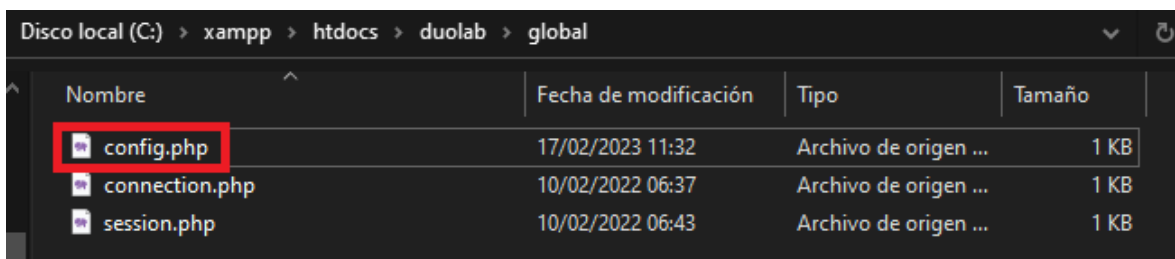 Disco local (C:) > xampp > htdocs > duolab > global
Nombre Fecha de modificación Tipo Tamaño
config.php 17/02/2023 11:32 Archivo de origen ... 1 KB
connection.php 10/02/2022 06:37 Archivo de origen ... 1 KB
session.php 10/02/2022 06:43 Archivo de origen ... 1 KB